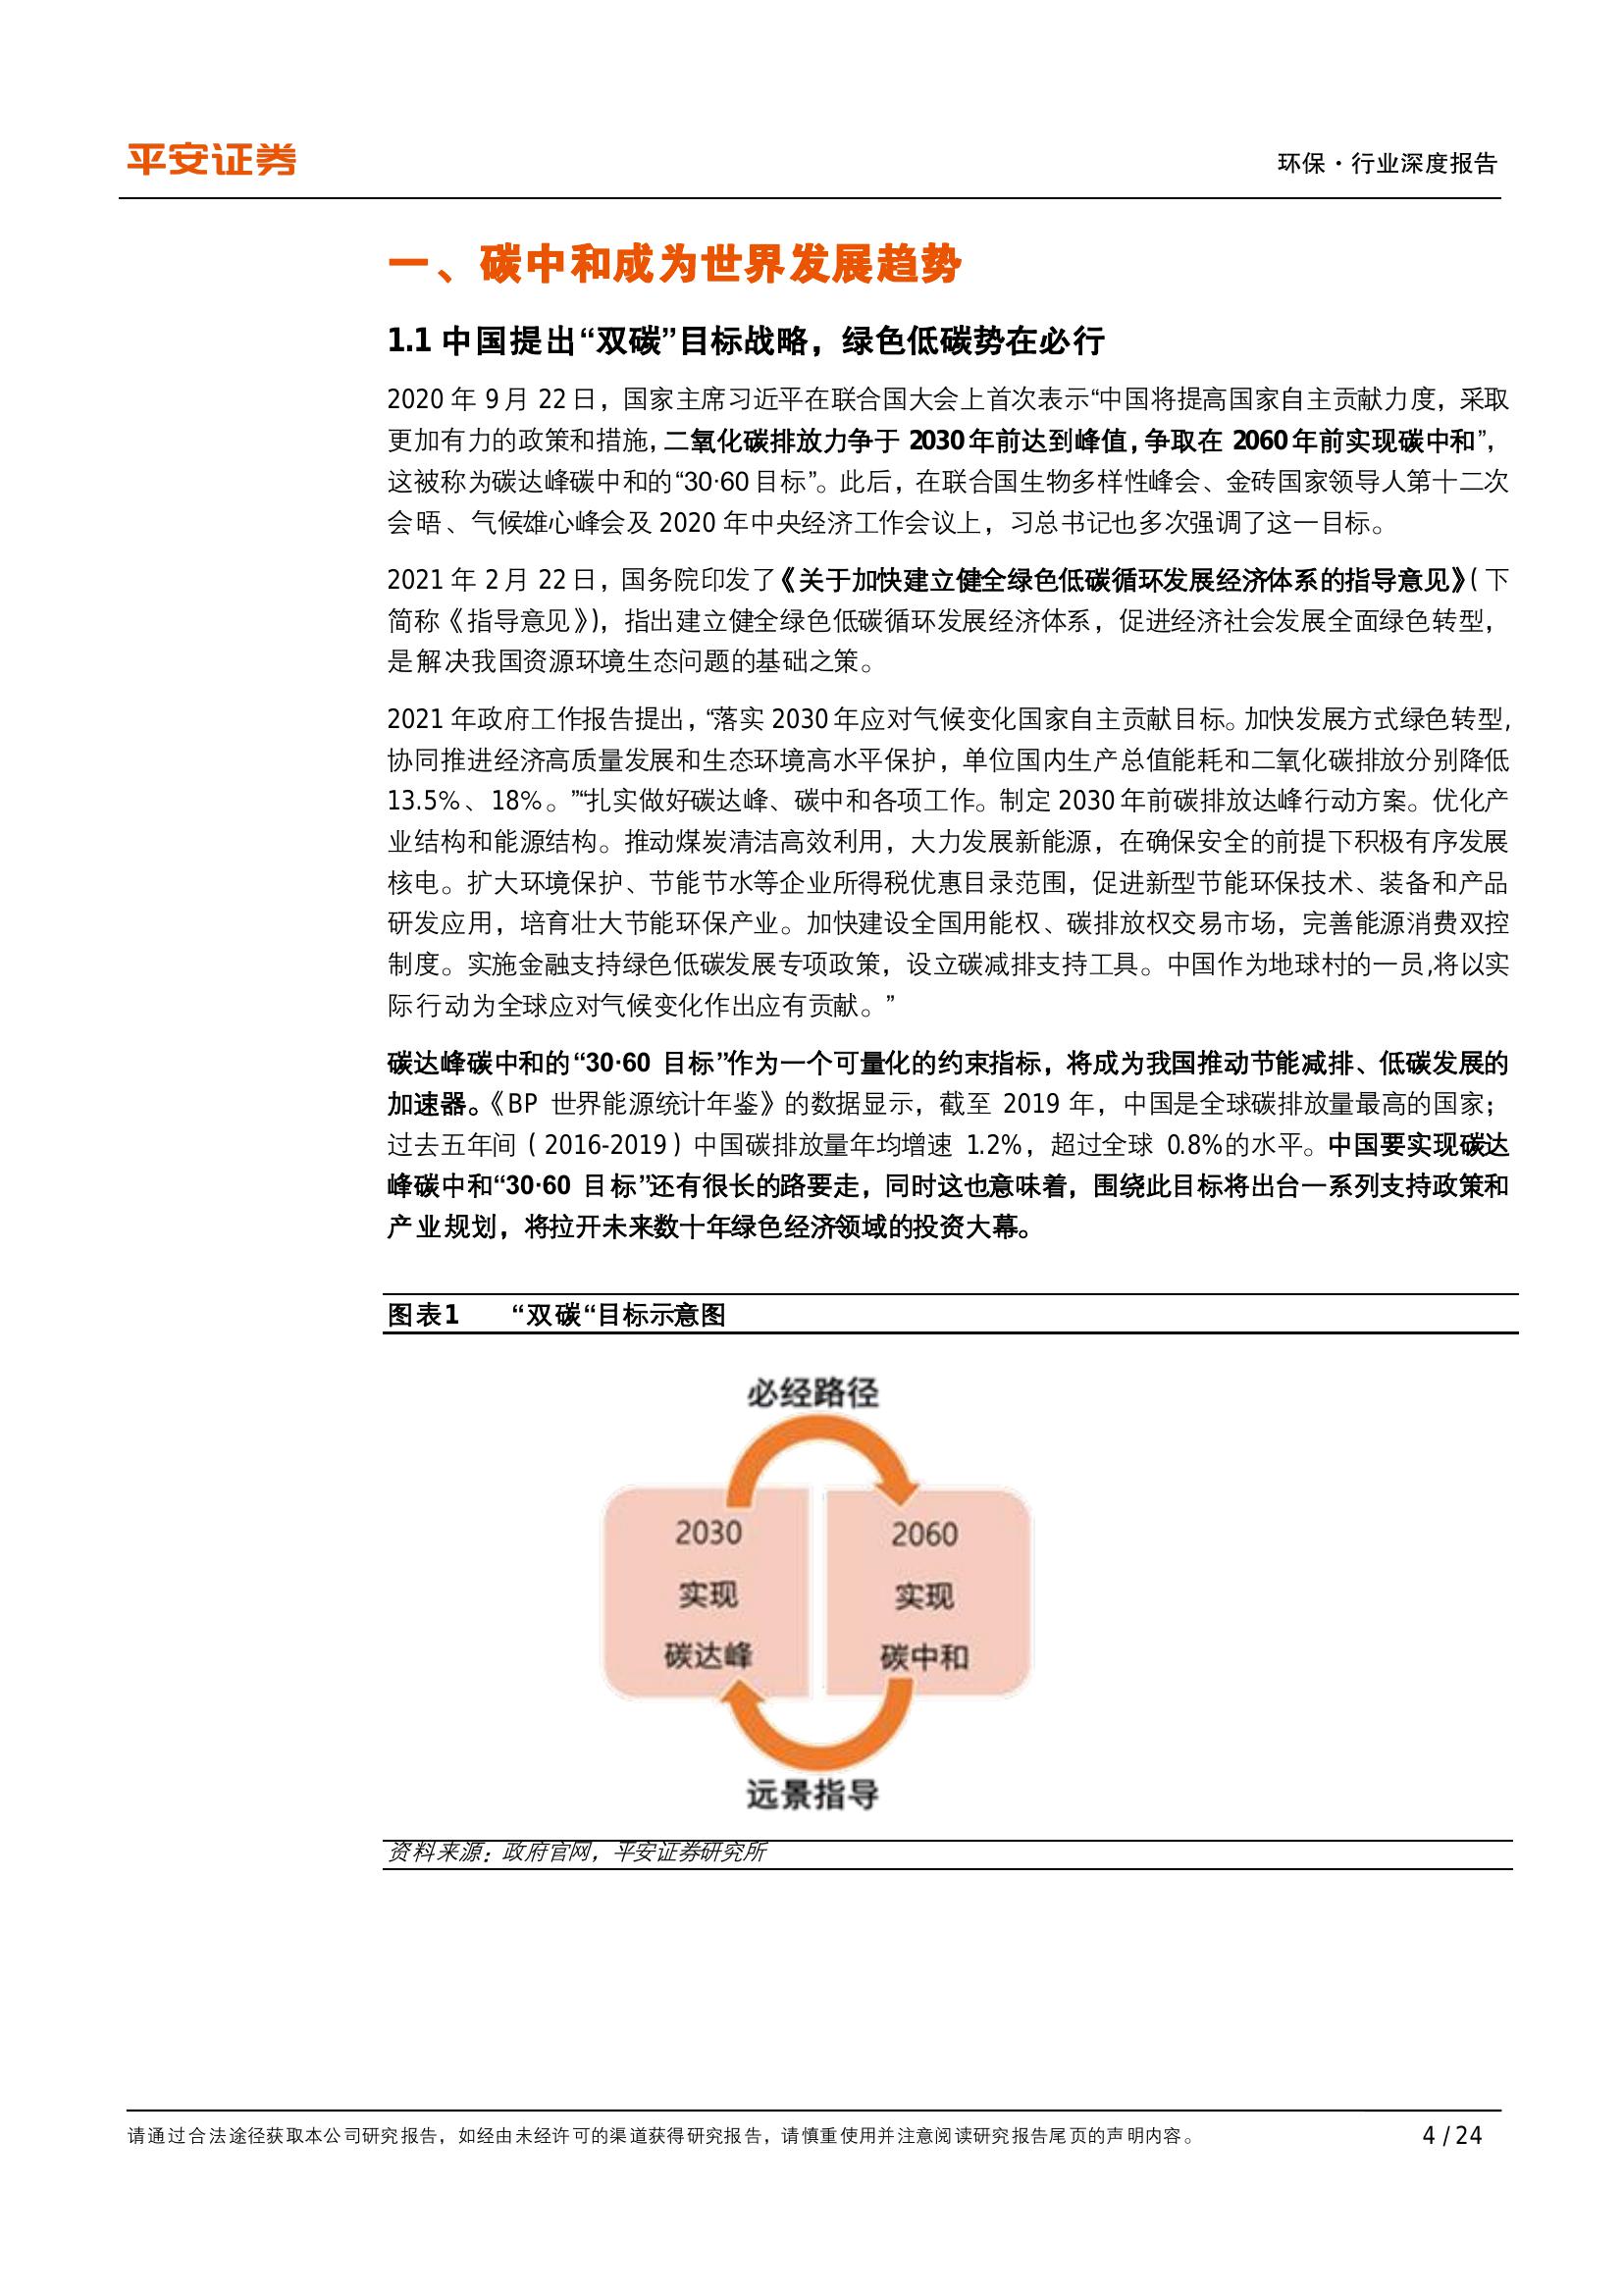 平安证券
环保·行业深度报告
一、碳中和成为世界发展趋势
1.1 中国提出“双碳”目标战略，绿色低碳势在必行
2020 年 9 月 22 日，国家主席习近平在联合国大会上首次表示“中国将提高国家自主贡献力度，采取
更加有力的政策和措施，二氧化碳排放力争于 2030 年前达到峰值，争取在 2060 年前实现碳中和”，
这被称为碳达峰碳中和的“30·60 目标”。此后，在联合国生物多样性峰会、金砖国家领导人第十二次
会晤、气候雄心峰会及 2020 年中央经济工作会议上，习总书记也多次强调了这一目标。
2021 年 2 月 22 日，国务院印发了《关于加快建立健全绿色低碳循环发展经济体系的指导意见》(下
简称《指导意见》)，指出建立健全绿色低碳循环发展经济体系，促进经济社会发展全面绿色转型，
是解决我国资源环境生态问题的基础之策。
2021 年政府工作报告提出，“落实 2030 年应对气候变化国家自主贡献目标。加快发展方式绿色转型,
协同推进经济高质量发展和生态环境高水平保护，单位国内生产总值能耗和二氧化碳排放分别降低
13.5%、18%。”“扎实做好碳达峰、碳中和各项工作。制定 2030 年前碳排放达峰行动方案。优化产
业结构和能源结构。推动煤炭清洁高效利用，大力发展新能源，在确保安全的前提下积极有序发展
核电。扩大环境保护、节能节水等企业所得税优惠目录范围，促进新型节能环保技术、装备和产品
研发应用，培育壮大节能环保产业。加快建设全国用能权、碳排放权交易市场，完善能源消费双控
制度。实施金融支持绿色低碳发展专项政策，设立碳减排支持工具。中国作为地球村的一员,将以实
际行动为全球应对气候变化作出应有贡献。”
碳达峰碳中和的“30·60 目标”作为一个可量化的约束指标，将成为我国推动节能减排、低碳发展的
加速器。《BP 世界能源统计年鉴》的数据显示，截至 2019 年，中国是全球碳排放量最高的国家；
过去五年间（2016-2019）中国碳排放量年均增速 1.2%，超过全球 0.8%的水平。中国要实现碳达
峰碳中和“30·60 目标”还有很长的路要走，同时这也意味着，围绕此目标将出台一系列支持政策和
产业规划，将拉开未来数十年绿色经济领域的投资大幕。
图表1 “双碳“目标示意图
必经路径
2030
实现
碳达峰
2060
实现
碳中和
远景指导
资料来源：政府官网，平安证券研究所
请通过合法途径获取本公司研究报告，如经由未经许可的渠道获得研究报告，请慎重使用并注意阅读研究报告尾页的声明内容。
4 / 24